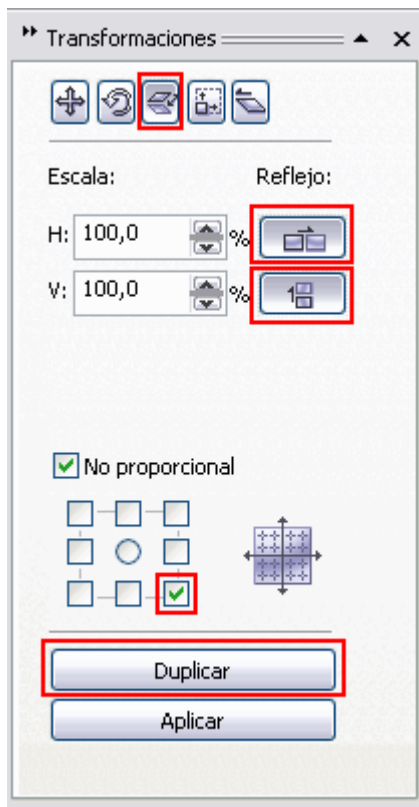 Transformaciones
Escala: Reflejo:
H: 100,0 %
V: 100,0 %
No proporcional
Duplicar
Aplicar